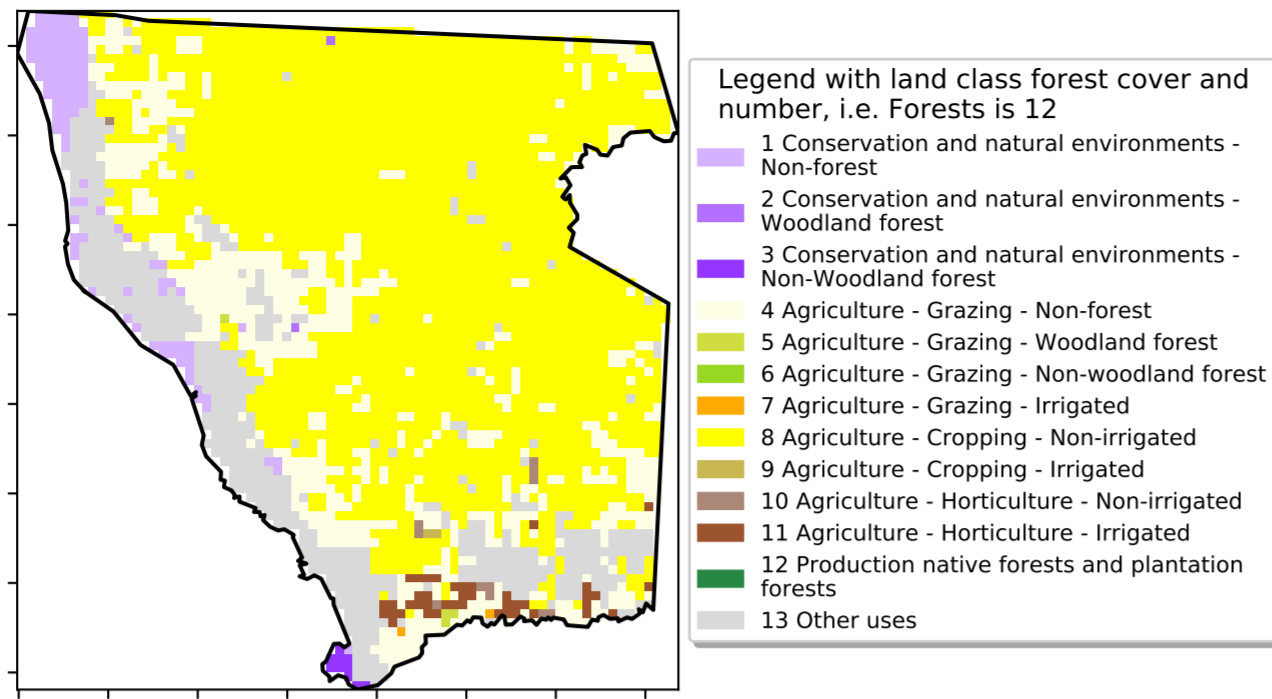 Legend with land class forest cover and
number, i.e. Forests is 12
1 Conservation and natural environments -
Non-forest
2 Conservation and natural environments -
Woodland forest
3 Conservation and natural environments -
Non-Woodland forest
4 Agriculture - Grazing - Non-forest
5 Agriculture - Grazing - Woodland forest
6 Agriculture - Grazing - Non-woodland forest
7 Agriculture - Grazing - Irrigated
8 Agriculture - Cropping - Non-irrigated
9 Agriculture - Cropping - Irrigated
10 Agriculture - Horticulture - Non-irrigated
11 Agriculture - Horticulture - Irrigated
12 Production native forests and plantation
forests
13 Other uses